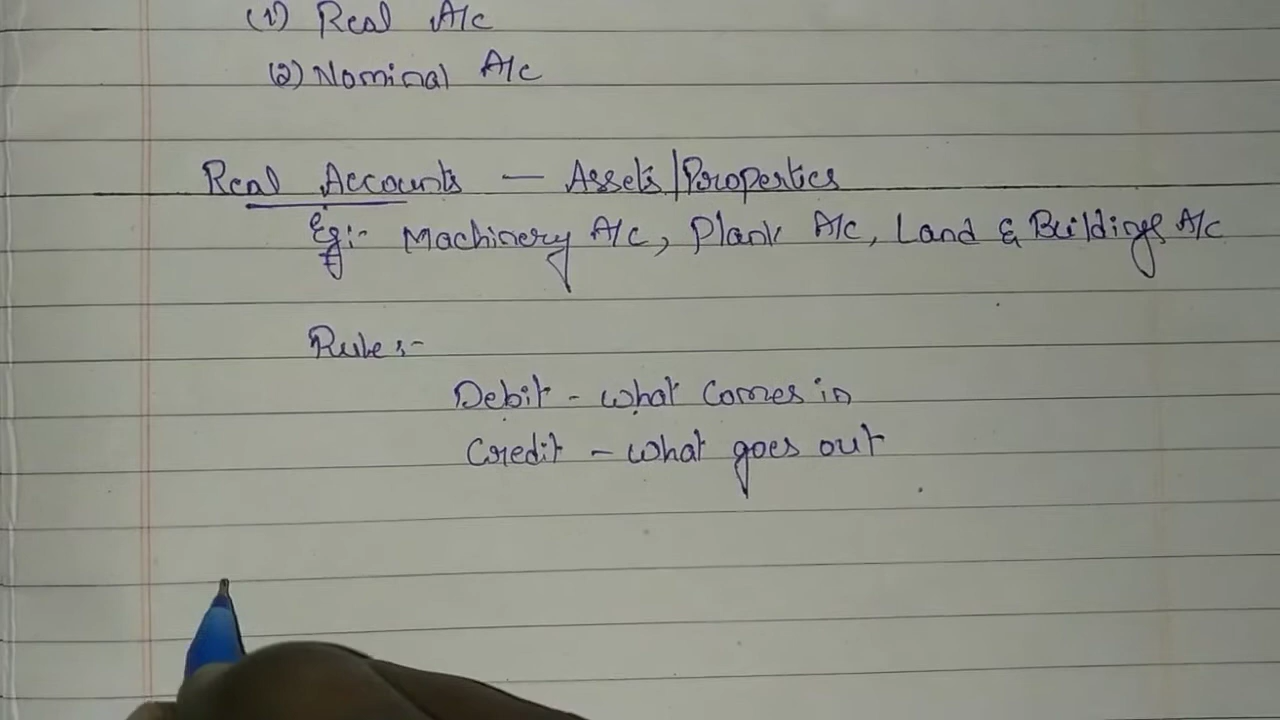 (1) Real A/c
(2) Nominal A/c
Real Accounts — Assets/Properties
Eg:- Machinery A/c, Plank A/c, Land & Buildings A/c
Rule:-
Debit - what comes in
Credit - what goes out